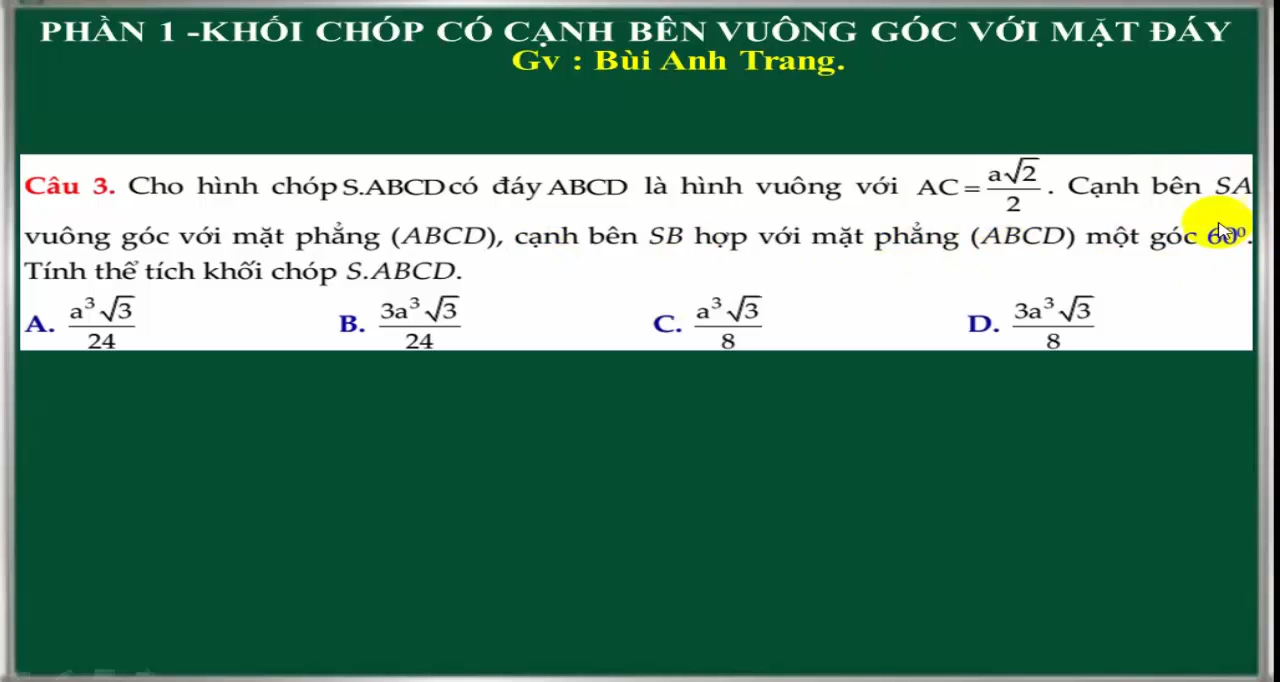 PHẦN 1 -KHỐI CHÓP CÓ CẠNH BÊN VUÔNG GÓC VỚI MẶT ĐÁY
Gv : Bùi Anh Trang.
Câu 3. Cho hình chóp S.ABCD có đáy ABCD là hình vuông với AC = a√2/2. Cạnh bên SA
vuông góc với mặt phẳng (ABCD), cạnh bên SB hợp với mặt phẳng (ABCD) một góc 60⁰.
Tính thể tích khối chóp S.ABCD.
A. a³√3/24 B. 3a³√3/24 C. a³√3/8 D. 3a³√3/8